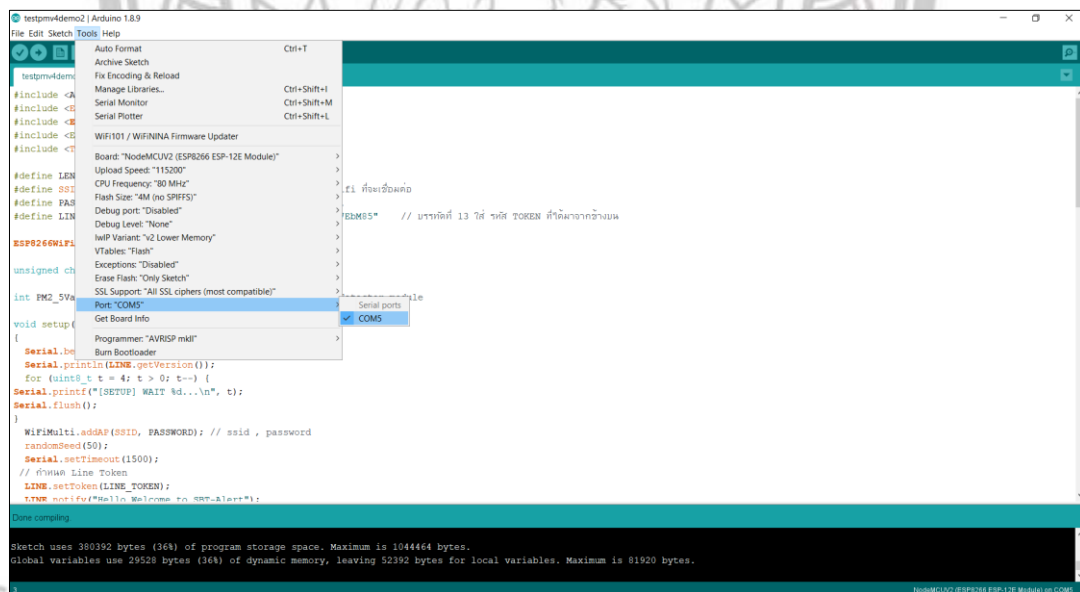 testpmv4demo2 | Arduino 1.8.9
File Edit Sketch Tools Help
Auto Format Ctrl+T
Archive Sketch
Fix Encoding & Reload
Manage Libraries... Ctrl+Shift+I
Serial Monitor Ctrl+Shift+M
Serial Plotter Ctrl+Shift+L
WiFi101 / WiFiNINA Firmware Updater
Board: "NodeMCUV2 (ESP8266 ESP-12E Module)"
Upload Speed: "115200"
CPU Frequency: "80 MHz"
Flash Size: "4M (no SPIFFS)"
Debug port: "Disabled"
Debug Level: "None"
lwIP Variant: "v2 Lower Memory"
VTables: "Flash"
Exceptions: "Disabled"
Erase Flash: "Only Sketch"
SSL Support: "All SSL ciphers (most compatible)"
Port: "COM5"
Get Board Info
Programmer: "AVRISP mkII"
Burn Bootloader
Serial ports
COM5
testpmv4demo
#include <A
#include <E
#include <E
#include <E
#include <T
#define LEN
#define SSI ifi ที่จะเชื่อมต่อ
#define PAS
#define LIN EbM85" // บรรทัดที่ 13 ใส่ รหัส TOKEN ที่ได้มาจากข้างบน
ESP8266WiFi
unsigned ch
int PM2_5Va module
void setup(
{
Serial.be
Serial.println(LINE.getVersion());
for (uint8_t t = 4; t > 0; t--) {
Serial.printf("[SETUP] WAIT %d...\n", t);
Serial.flush();
}
WiFiMulti.addAP(SSID, PASSWORD); // ssid , password
randomSeed(50);
Serial.setTimeout(1500);
// กำหนด Line Token
LINE.setToken(LINE_TOKEN);
LINE.notify("Hello Welcome to SBT-Alert");
Done compiling.
Sketch uses 380392 bytes (36%) of program storage space. Maximum is 1044464 bytes.
Global variables use 29528 bytes (36%) of dynamic memory, leaving 52392 bytes for local variables. Maximum is 81920 bytes.
3 NodeMCUV2 (ESP8266 ESP-12E Module) on COM5